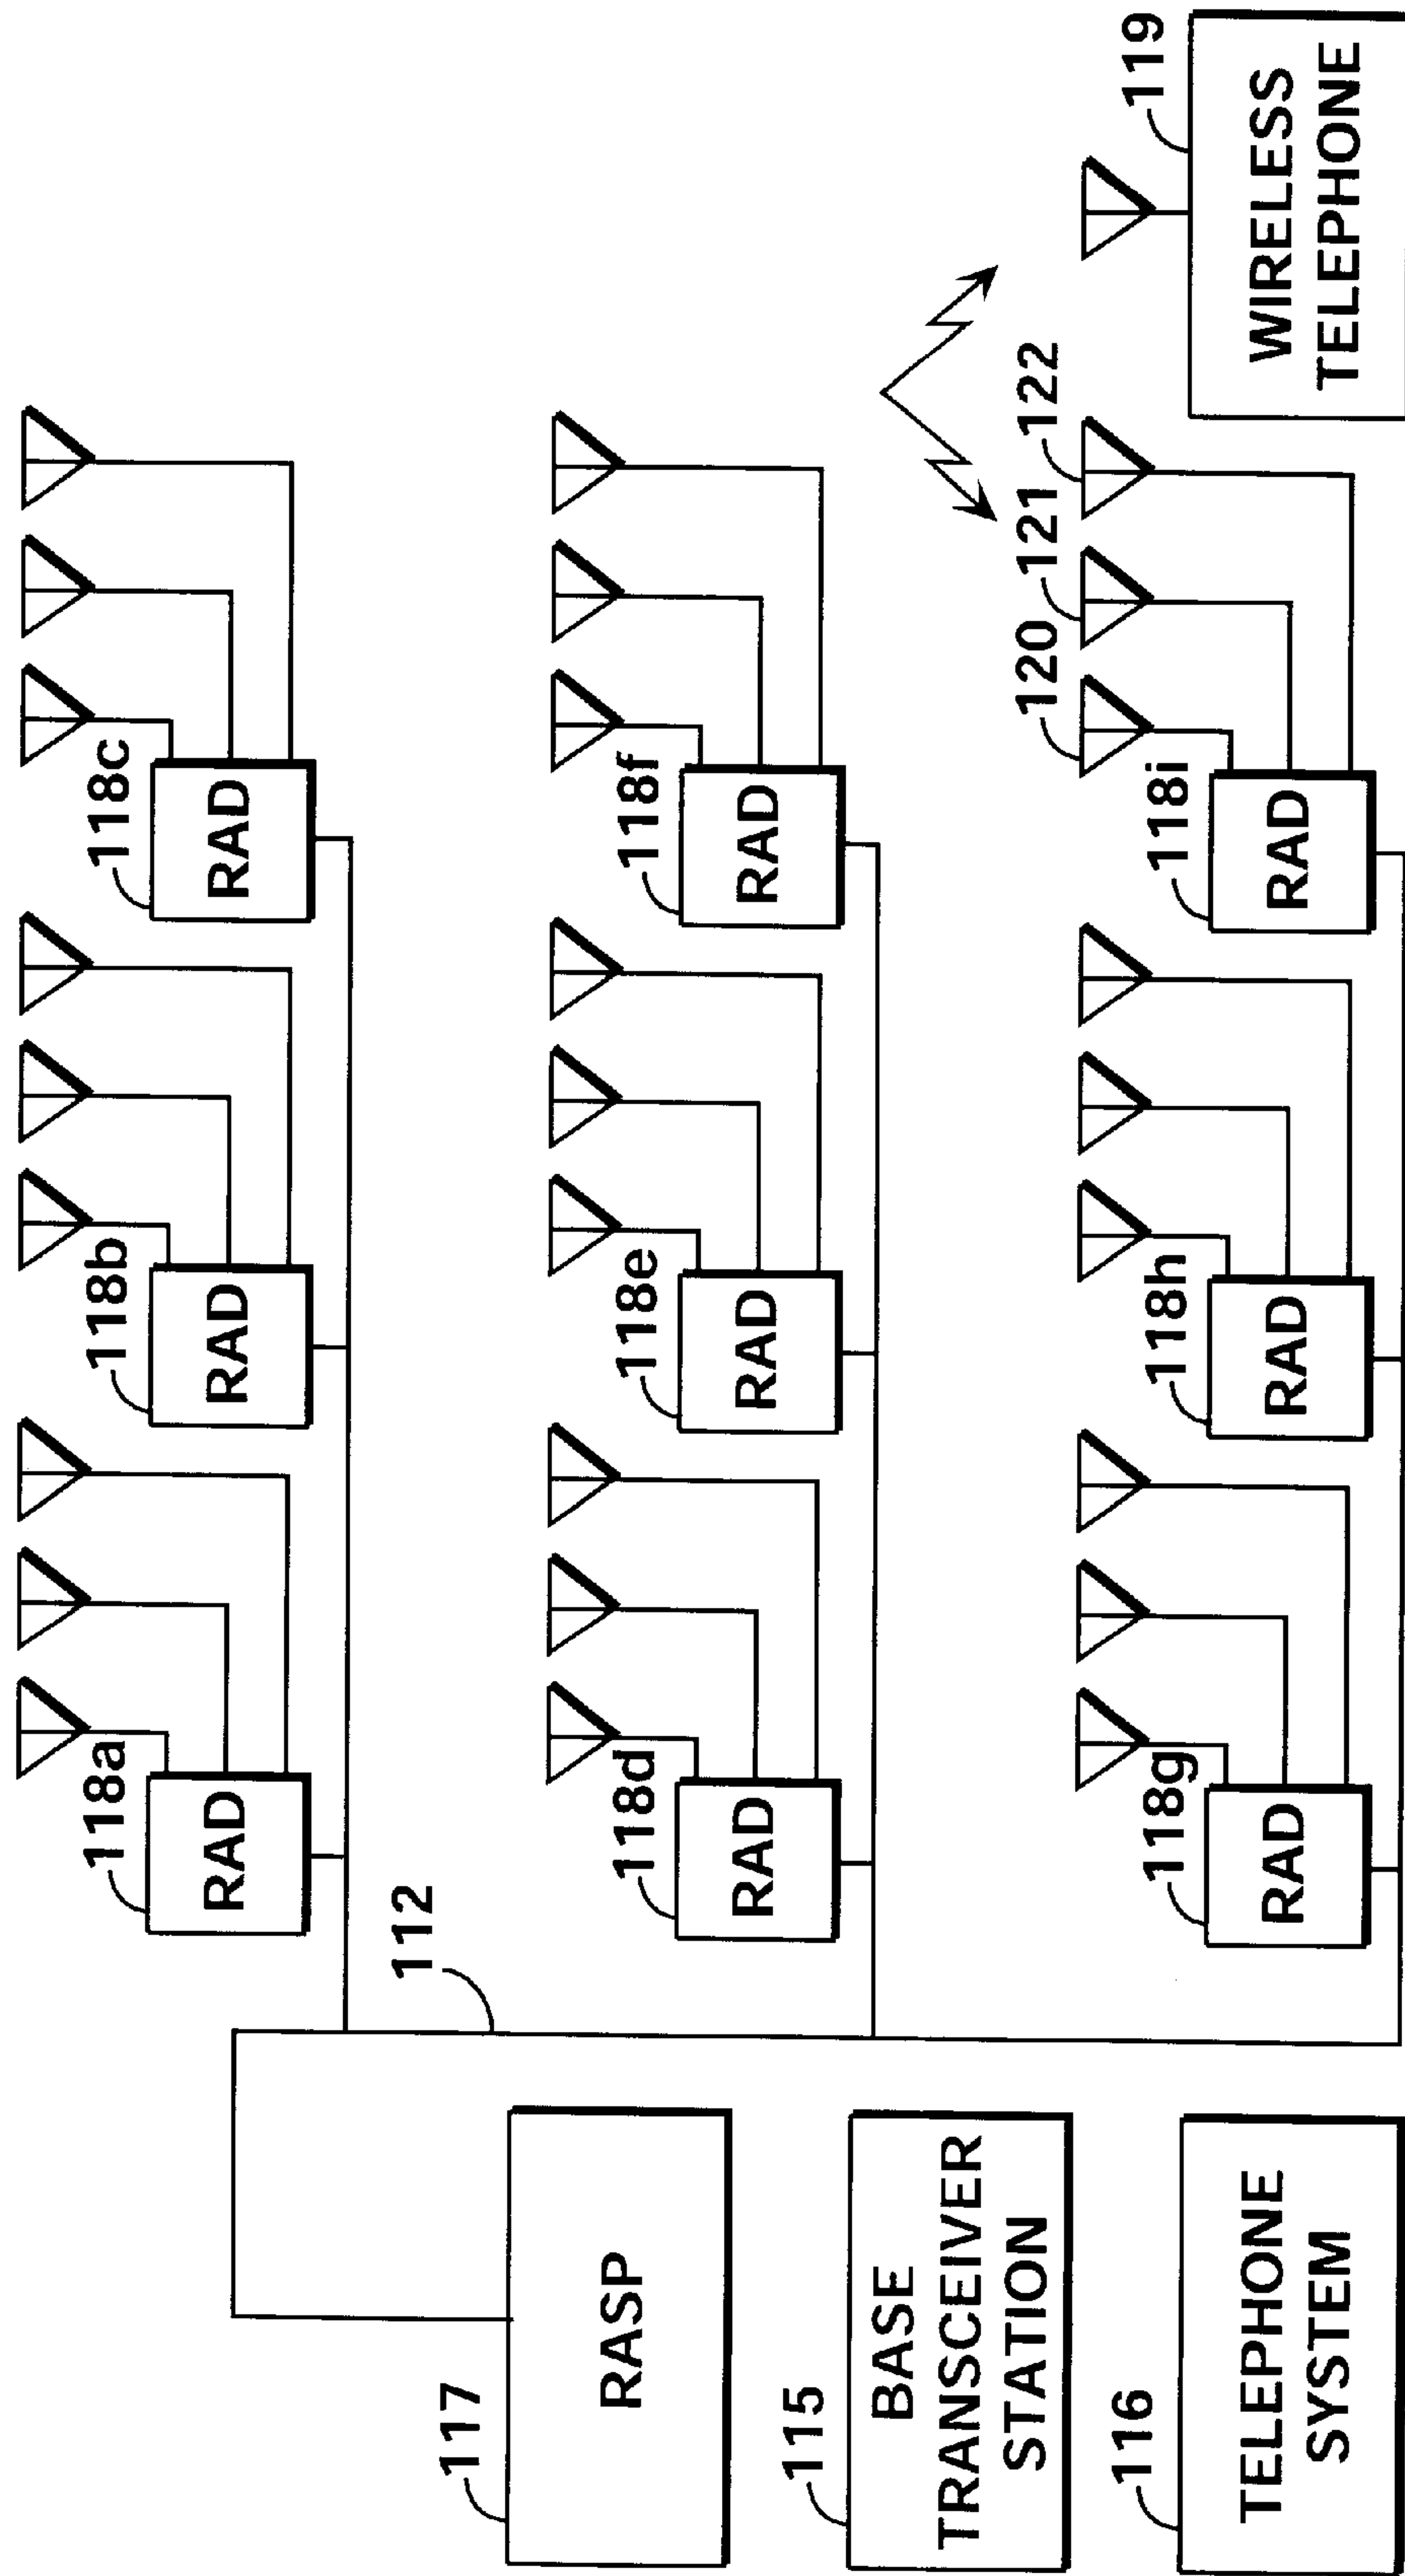 118a
RAD
118b
RAD
118c
RAD
112
117
RASP
118d
RAD
118e
RAD
118f
RAD
115
BASE
TRANSCEIVER
STATION
120
121
122
119
WIRELESS
TELEPHONE
116
TELEPHONE
SYSTEM
118g
RAD
118h
RAD
118i
RAD